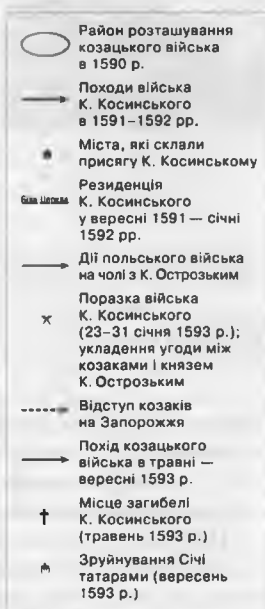 Район розташування
козацького війська
в 1590 р.
Походи війська
К. Косинського
в 1591–1592 рр.
Міста, які склали
присягу К. Косинському
Біла Церква
Резиденція
К. Косинського
у вересні 1591 — січні
1592 рр.
Дії польського війська
на чолі з К. Острозьким
Поразка війська
К. Косинського
(23–31 січня 1593 р.);
укладення угоди між
козаками і князем
К. Острозьким
Відступ козаків
на Запорожжя
Похід козацького
війська в травні —
вересні 1593 р.
Місце загибелі
К. Косинського
(травень 1593 р.)
Зруйнування Січі
татарами (вересень
1593 р.)